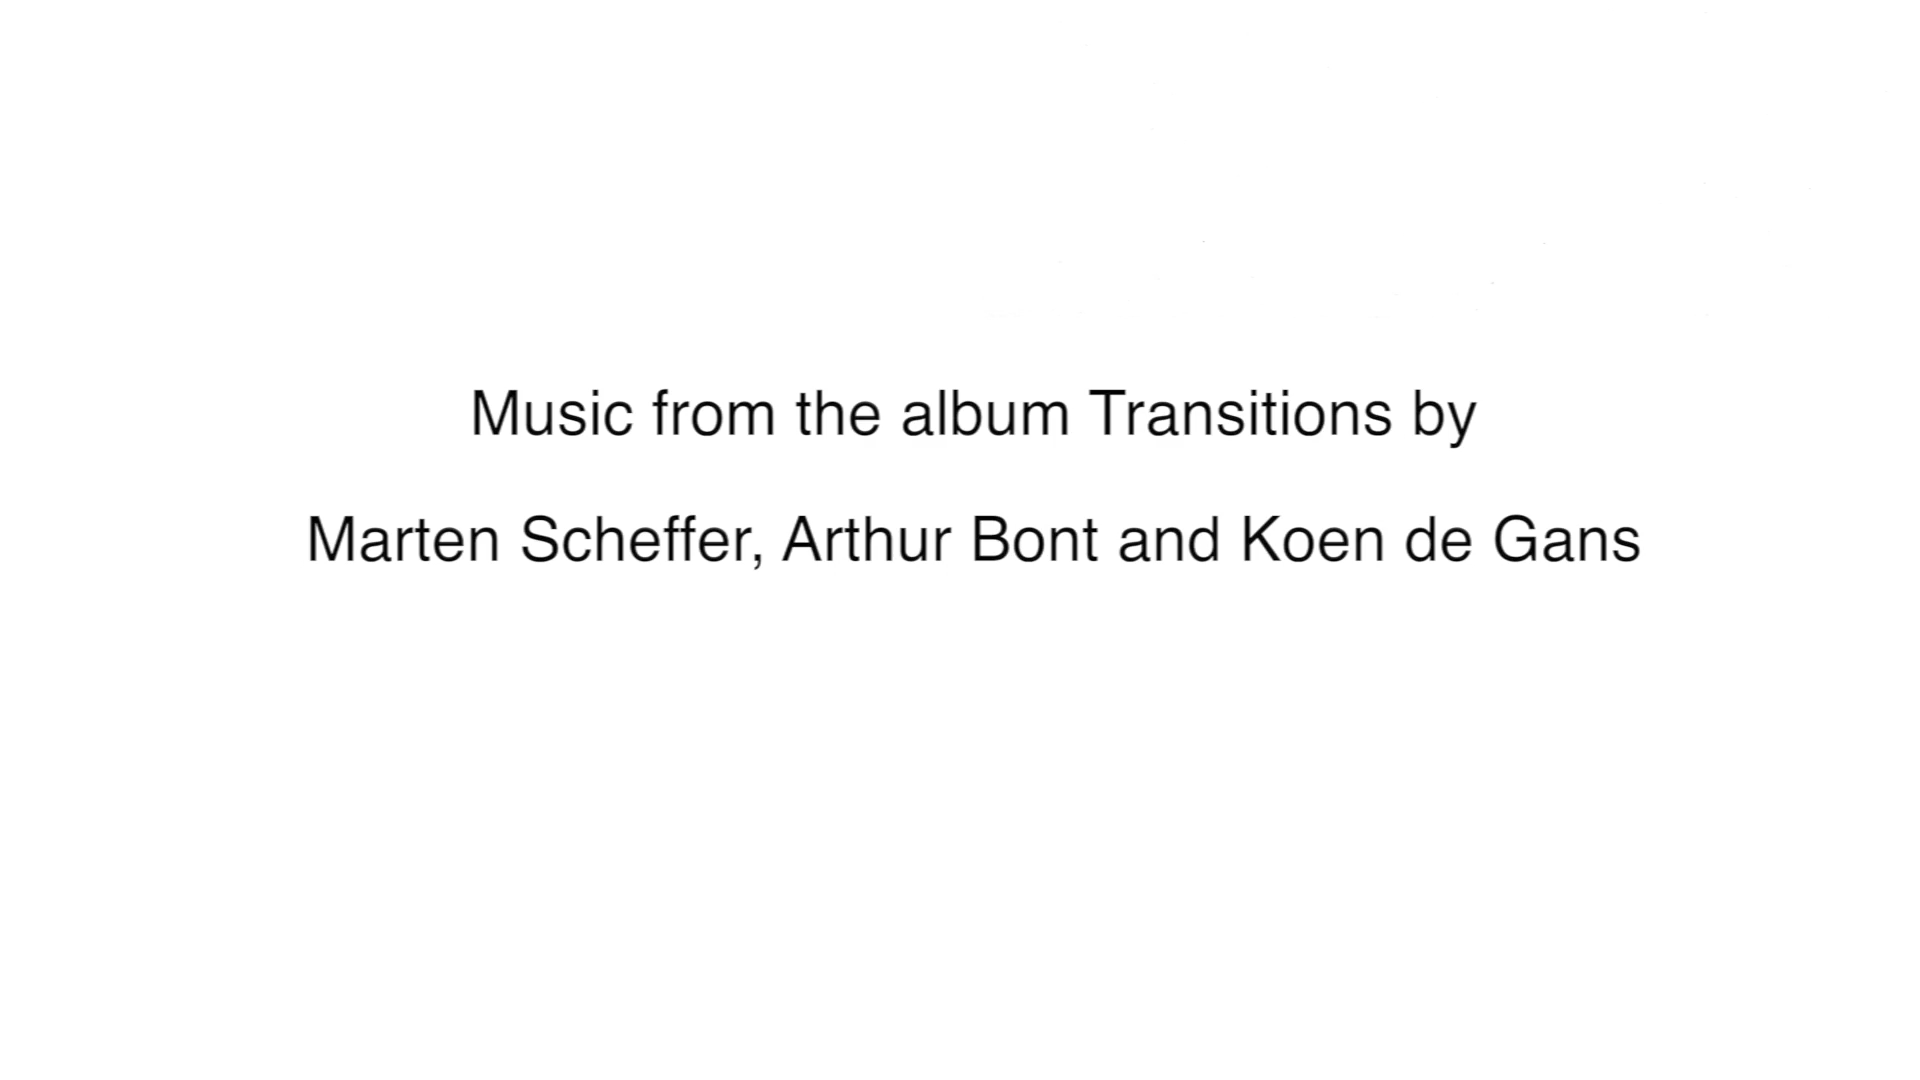 Music from the album Transitions by
Marten Scheffer, Arthur Bont and Koen de Gans